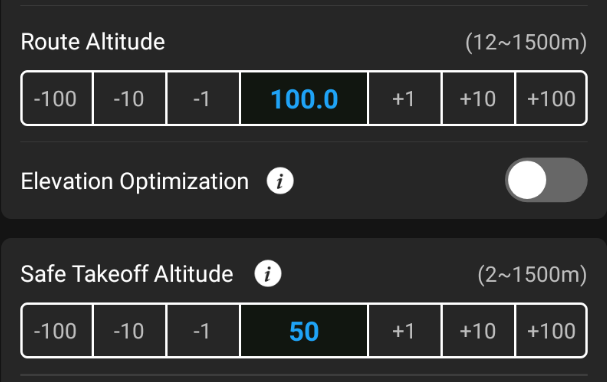 Route Altitude (12~1500m)
-100 -10 -1 100.0 +1 +10 +100
Elevation Optimization i
Safe Takeoff Altitude i (2~1500m)
-100 -10 -1 50 +1 +10 +100